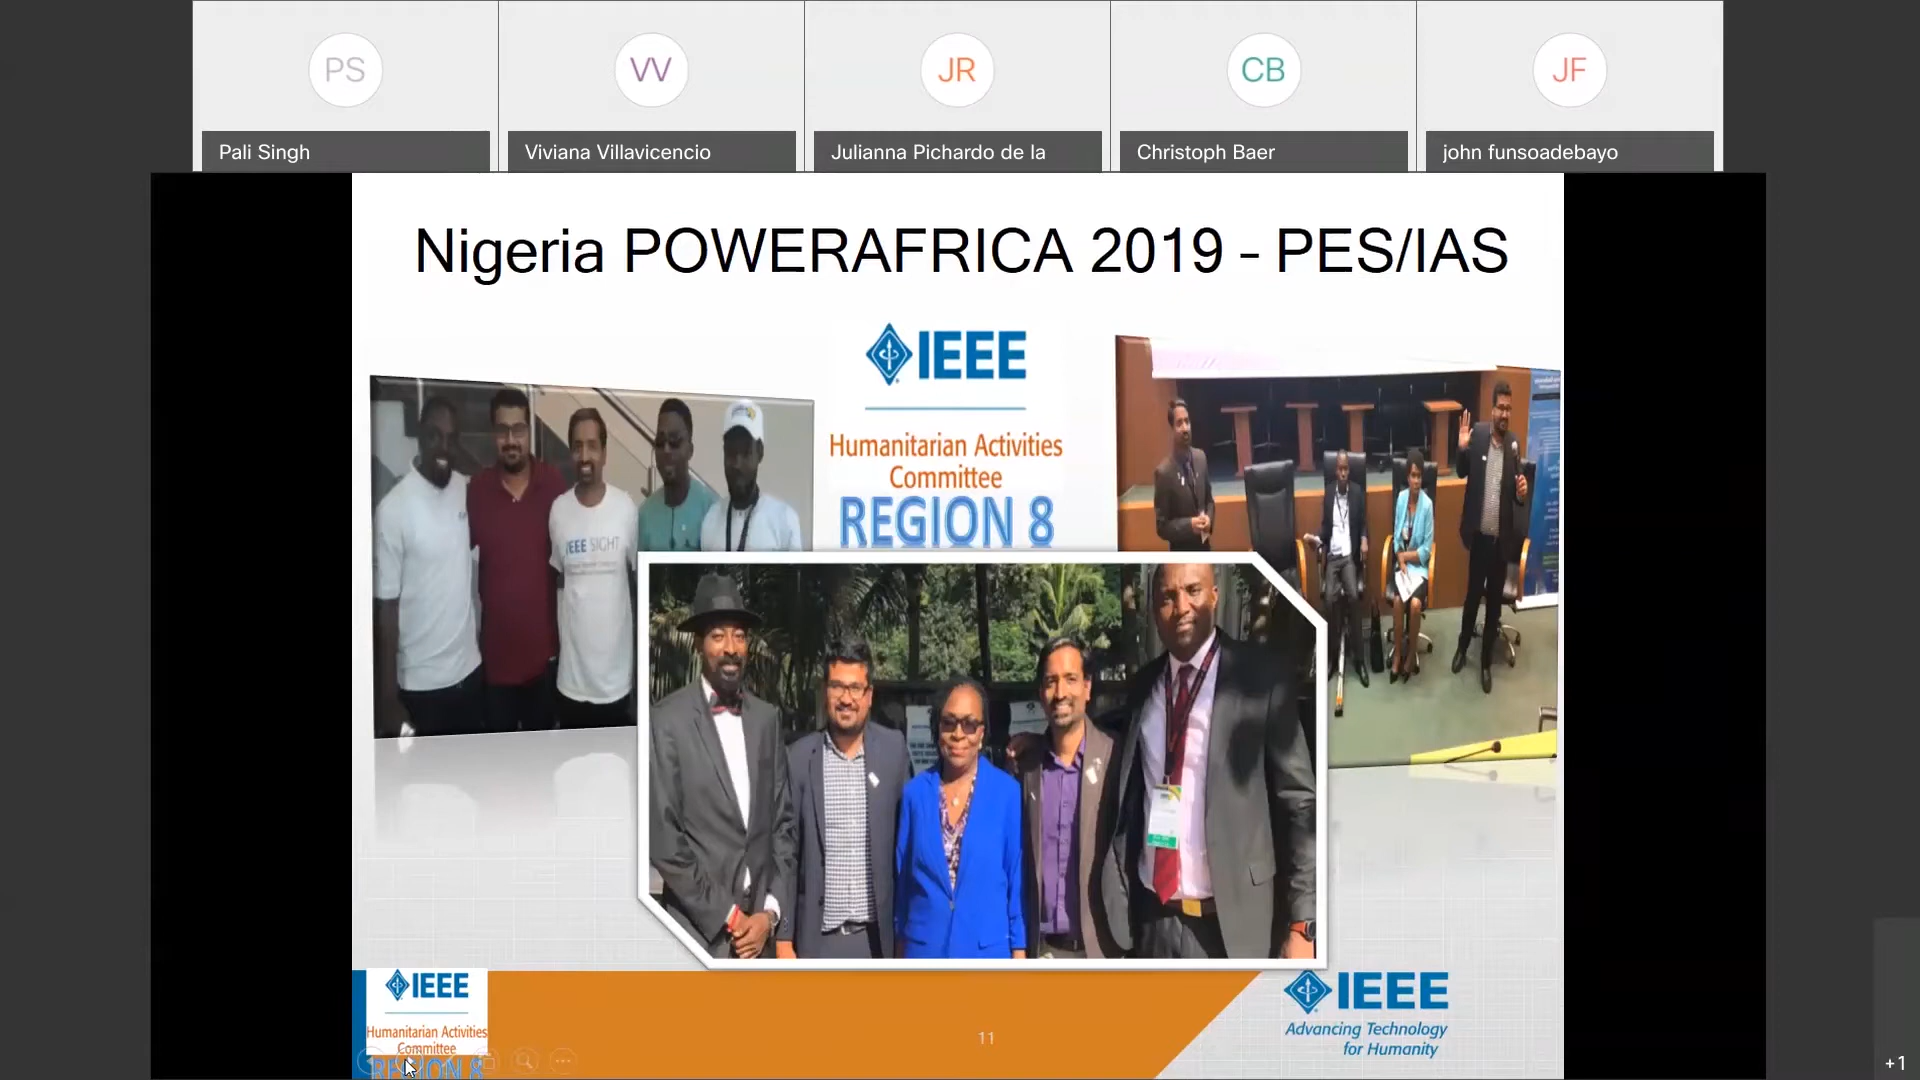 PS
VV
JR
CB
JF
Pali Singh
Viviana Villavicencio
Julianna Pichardo de la
Christoph Baer
john funsoadebayo
Nigeria POWERAFRICA 2019 - PES/IAS
IEEE
Humanitarian Activities
Committee
REGION 8
IEEE SIGHT
IEEE
Humanitarian Activities
Committee
REGION 8
11
IEEE
Advancing Technology
for Humanity
+1